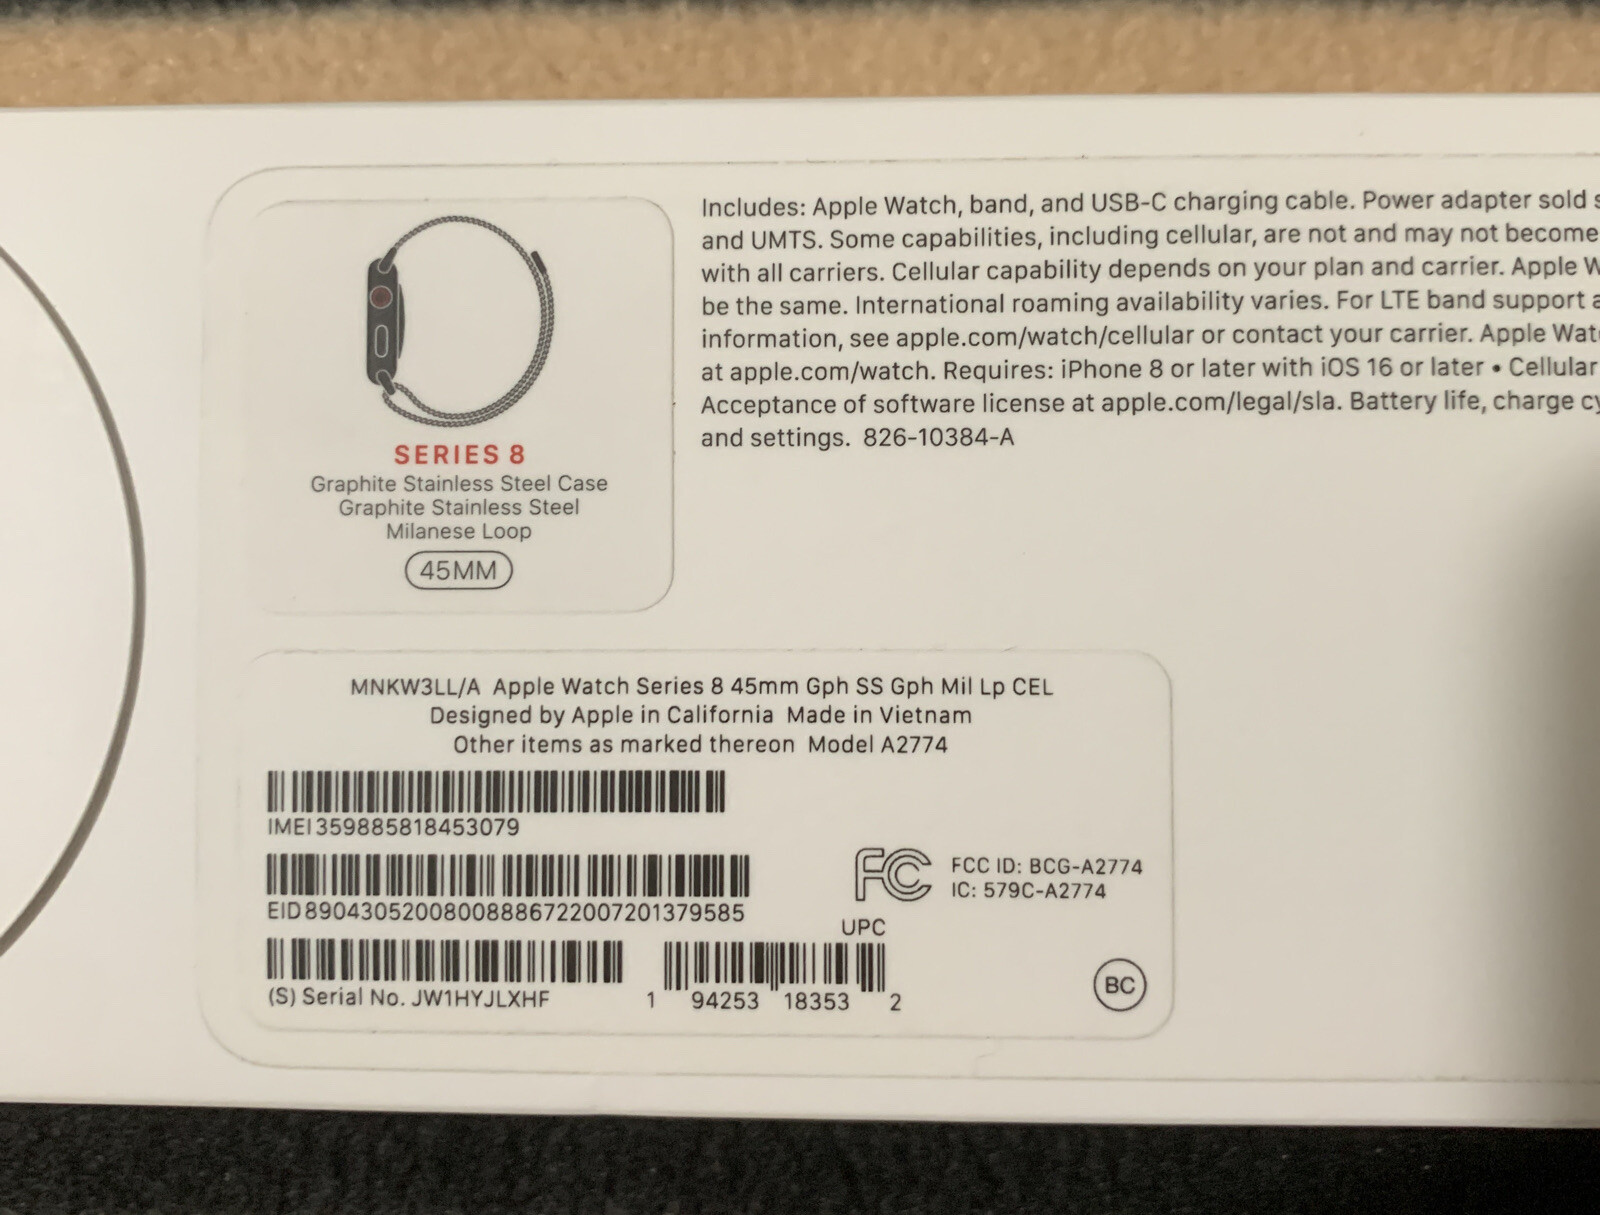 Includes: Apple Watch, band, and USB-C charging cable. Power adapter sold
and UMTS. Some capabilities, including cellular, are not and may not become
with all carriers. Cellular capability depends on your plan and carrier. Apple
be the same. International roaming availability varies. For LTE band support
information, see apple.com/watch/cellular or contact your carrier. Apple
at apple.com/watch. Requires: iPhone 8 or later with iOS 16 or later • Cellular
Acceptance of software license at apple.com/legal/sla. Battery life, charge
and settings. 826-10384-A
SERIES 8
Graphite Stainless Steel Case
Graphite Stainless Steel
Milanese Loop
45MM
MNKW3LL/A Apple Watch Series 8 45mm Gph SS Gph Mil Lp CEL
Designed by Apple in California Made in Vietnam
Other items as marked thereon Model A2774
IMEI 359885818453079
EID 89043052008008886722007201379585
FC FCC ID: BCG-A2774
IC: 579C-A2774
UPC
(S) Serial No. JW1HYJLXHF
1 94253 18353 2
BC